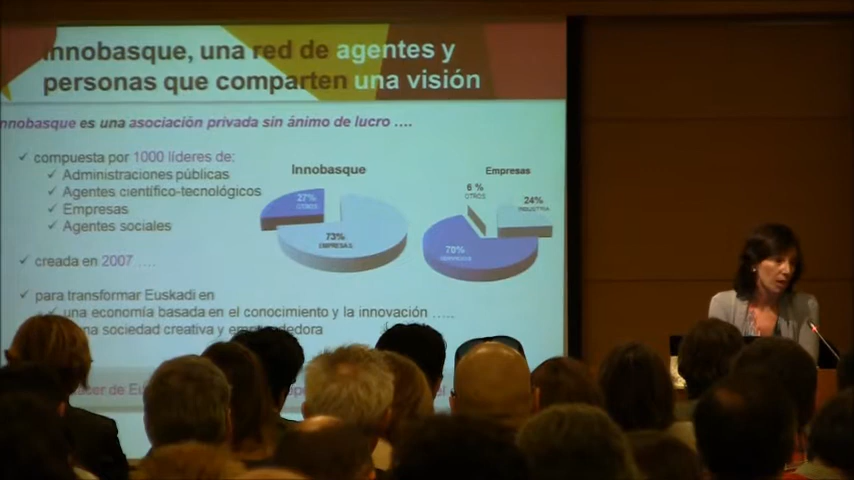 Innobasque, una red de agentes y
personas que comparten una visión
Innobasque es una asociación privada sin ánimo de lucro ....
✓ compuesta por 1000 líderes de:
✓ Administraciones públicas
✓ Agentes científico-tecnológicos
✓ Empresas
✓ Agentes sociales
✓ creada en 2007 ....
✓ para transformar Euskadi en
una economía basada en el conocimiento y la innovación .....
una sociedad creativa y emprendedora
Innobasque
27%
OTROS
73%
EMPRESAS
Empresas
6 %
OTROS
24%
INDUSTRIA
70%
SERVICIOS